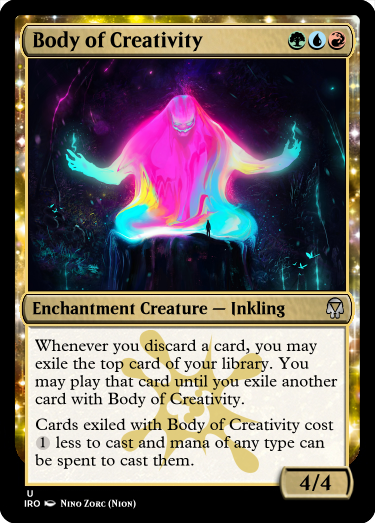 Body of Creativity
Enchantment Creature — Inkling
Whenever you discard a card, you may
exile the top card of your library. You
may play that card until you exile another
card with Body of Creativity.
Cards exiled with Body of Creativity cost
1 less to cast and mana of any type can
be spent to cast them.
4/4
U
IRO Nino Zorc (Nion)